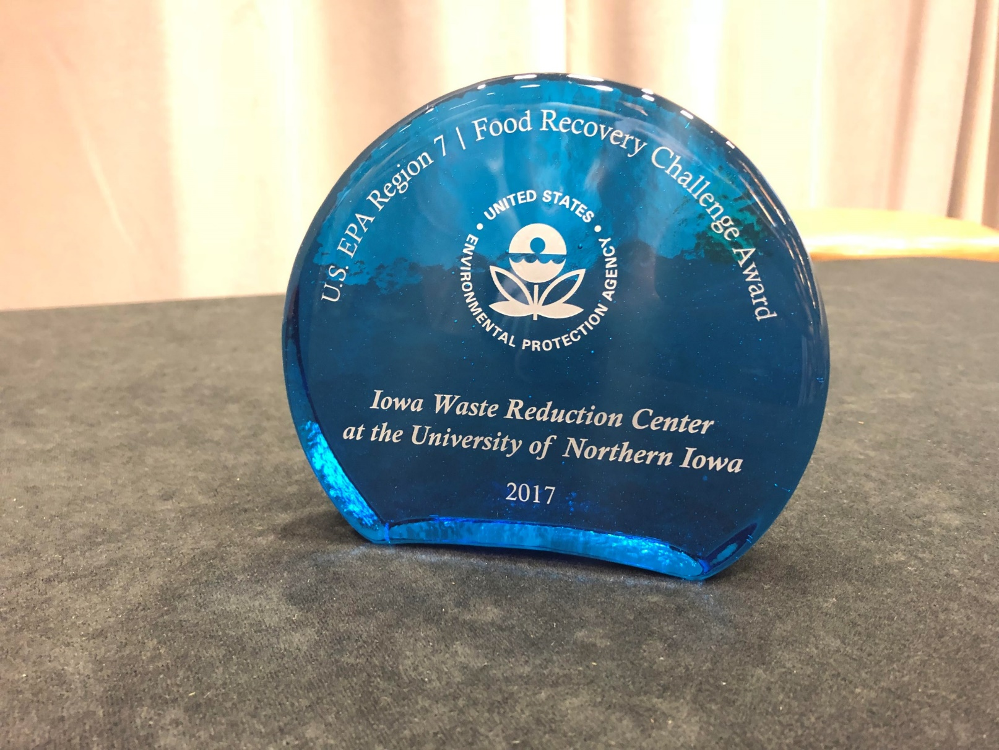 U.S. EPA Region 7 | Food Recovery Challenge Award
• UNITED STATES •
ENVIRONMENTAL PROTECTION AGENCY
Iowa Waste Reduction Center
at the University of Northern Iowa
2017